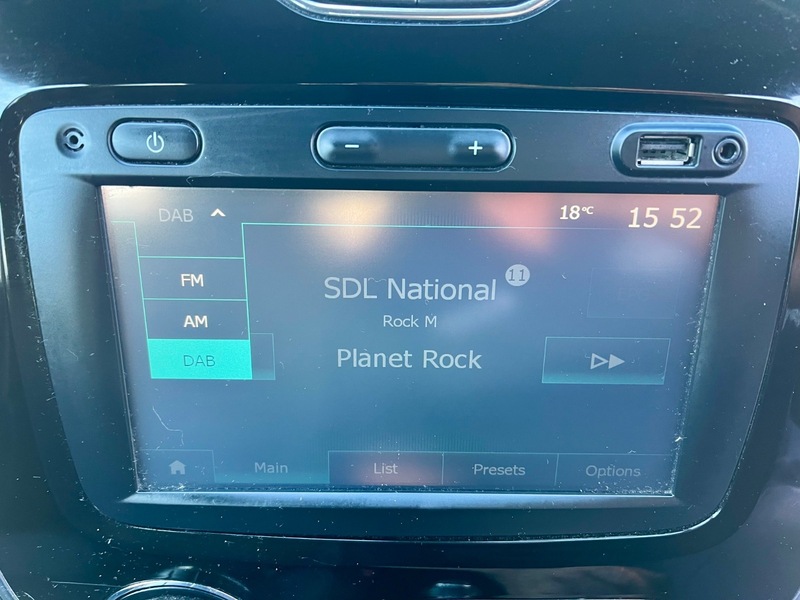 DAB 18°C 15 52
FM
AM
DAB
SDL National 11
Rock M
Planet Rock
Main List Presets Options